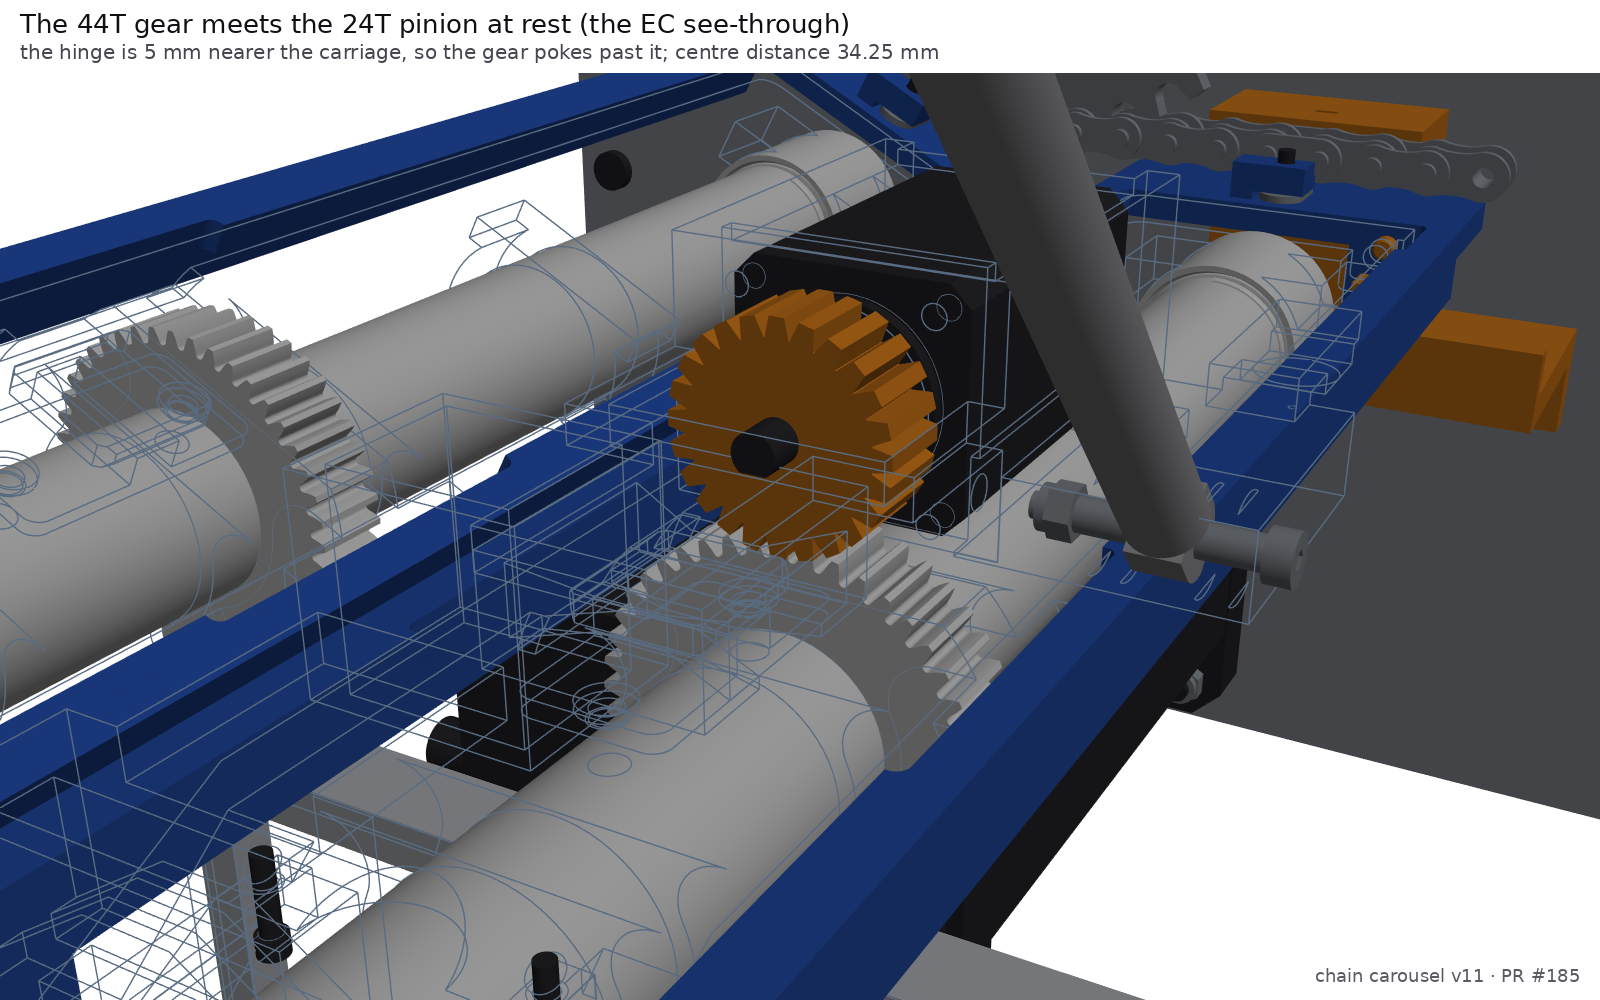 The 44T gear meets the 24T pinion at rest (the EC see-through)
the hinge is 5 mm nearer the carriage, so the gear pokes past it; centre distance 34.25 mm
chain carousel v11 · PR #185